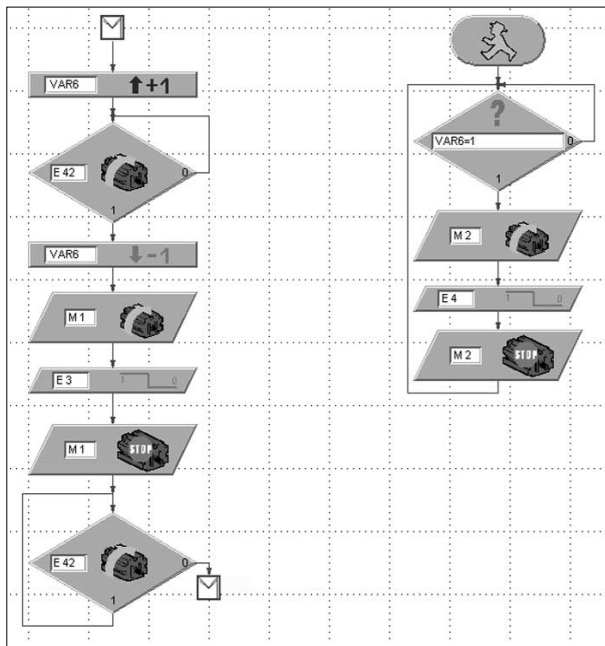 VAR6 +1
E 42
0
1
VAR6 -1
M 1
E 3 1 0
M 1 STOP
E 42
0
1
?
VAR6=1
0
1
M 2
E 4 1 0
M 2 STOP